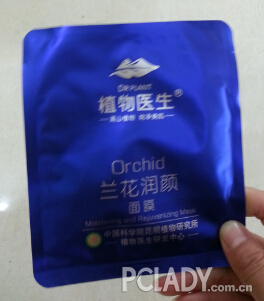 DR PLANT
植物医生®
高山植物 纯净美肌
Orchid
兰花润颜
面膜
Moisturizing and Rejuvenizing Mask
中国科学院昆明植物研究所
植物医生研发中心
PCLADY.com.cn